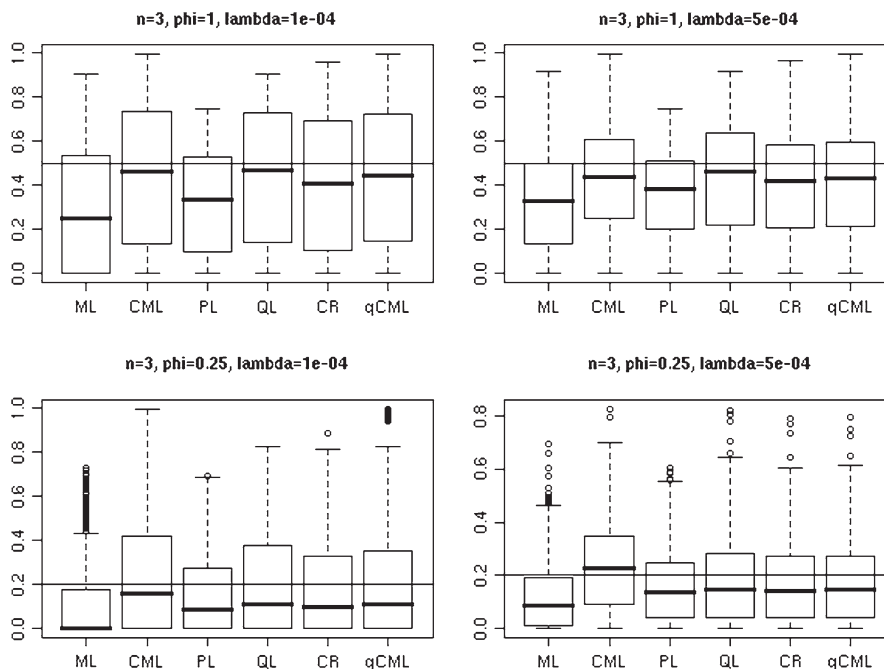 n=3, phi=1, lambda=1e-04
1.0
0.8
0.6
0.4
0.2
0.0
ML CML PL QL CR qCML
n=3, phi=1, lambda=5e-04
1.0
0.8
0.6
0.4
0.2
0.0
ML CML PL QL CR qCML
n=3, phi=0.25, lambda=1e-04
1.0
0.8
0.6
0.4
0.2
0.0
ML CML PL QL CR qCML
n=3, phi=0.25, lambda=5e-04
0.8
0.6
0.4
0.2
0.0
ML CML PL QL CR qCML